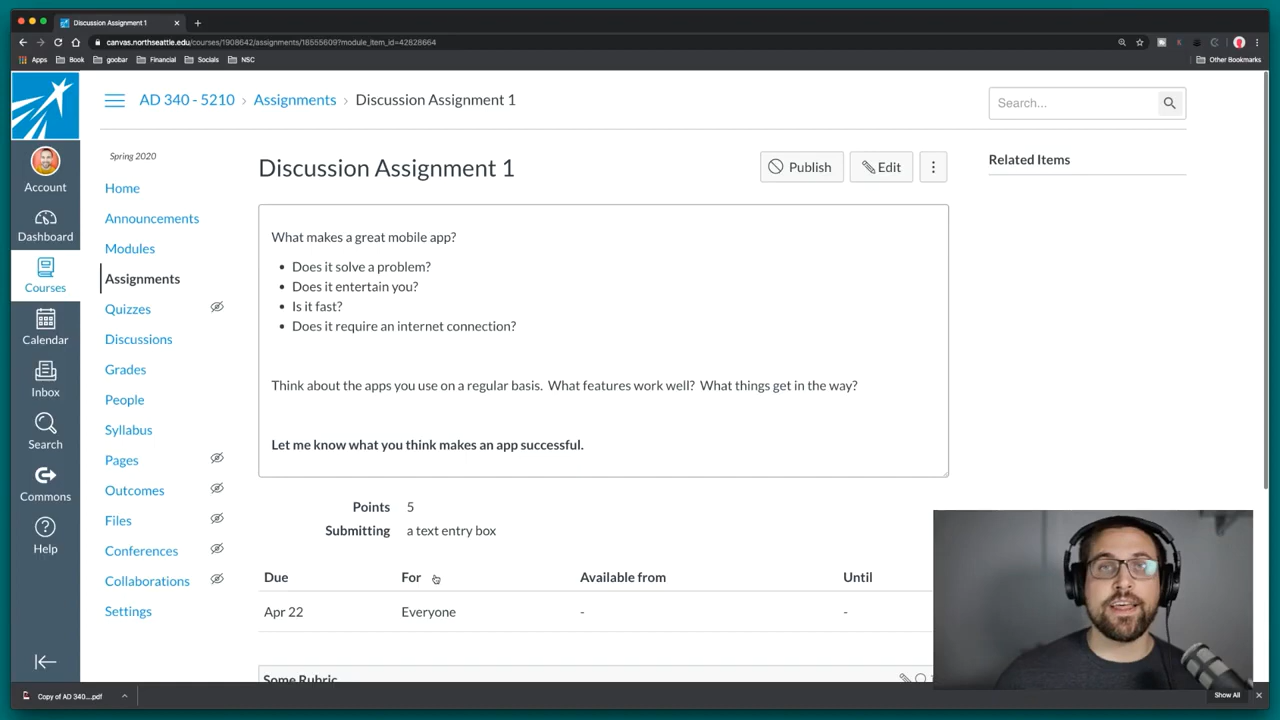 Discussion Assignment 1
canvas.northseattle.edu/courses/1908642/assignments/18555609?module_item_id=42828664
Apps
Book
goobar
Financial
Socials
NSC
Other Bookmarks
AD 340 - 5210 › Assignments › Discussion Assignment 1
Search...
Account
Dashboard
Courses
Calendar
Inbox
Search
Commons
Help
Spring 2020
Home
Announcements
Modules
Assignments
Quizzes
Discussions
Grades
People
Syllabus
Pages
Outcomes
Files
Conferences
Collaborations
Settings
Discussion Assignment 1
Publish
Edit
Related Items
What makes a great mobile app?
• Does it solve a problem?
• Does it entertain you?
• Is it fast?
• Does it require an internet connection?
Think about the apps you use on a regular basis. What features work well? What things get in the way?
Let me know what you think makes an app successful.
Points 5
Submitting a text entry box
Due For Available from Until
Apr 22 Everyone - -
Some Rubric
Copy of AD 340....pdf
Show All